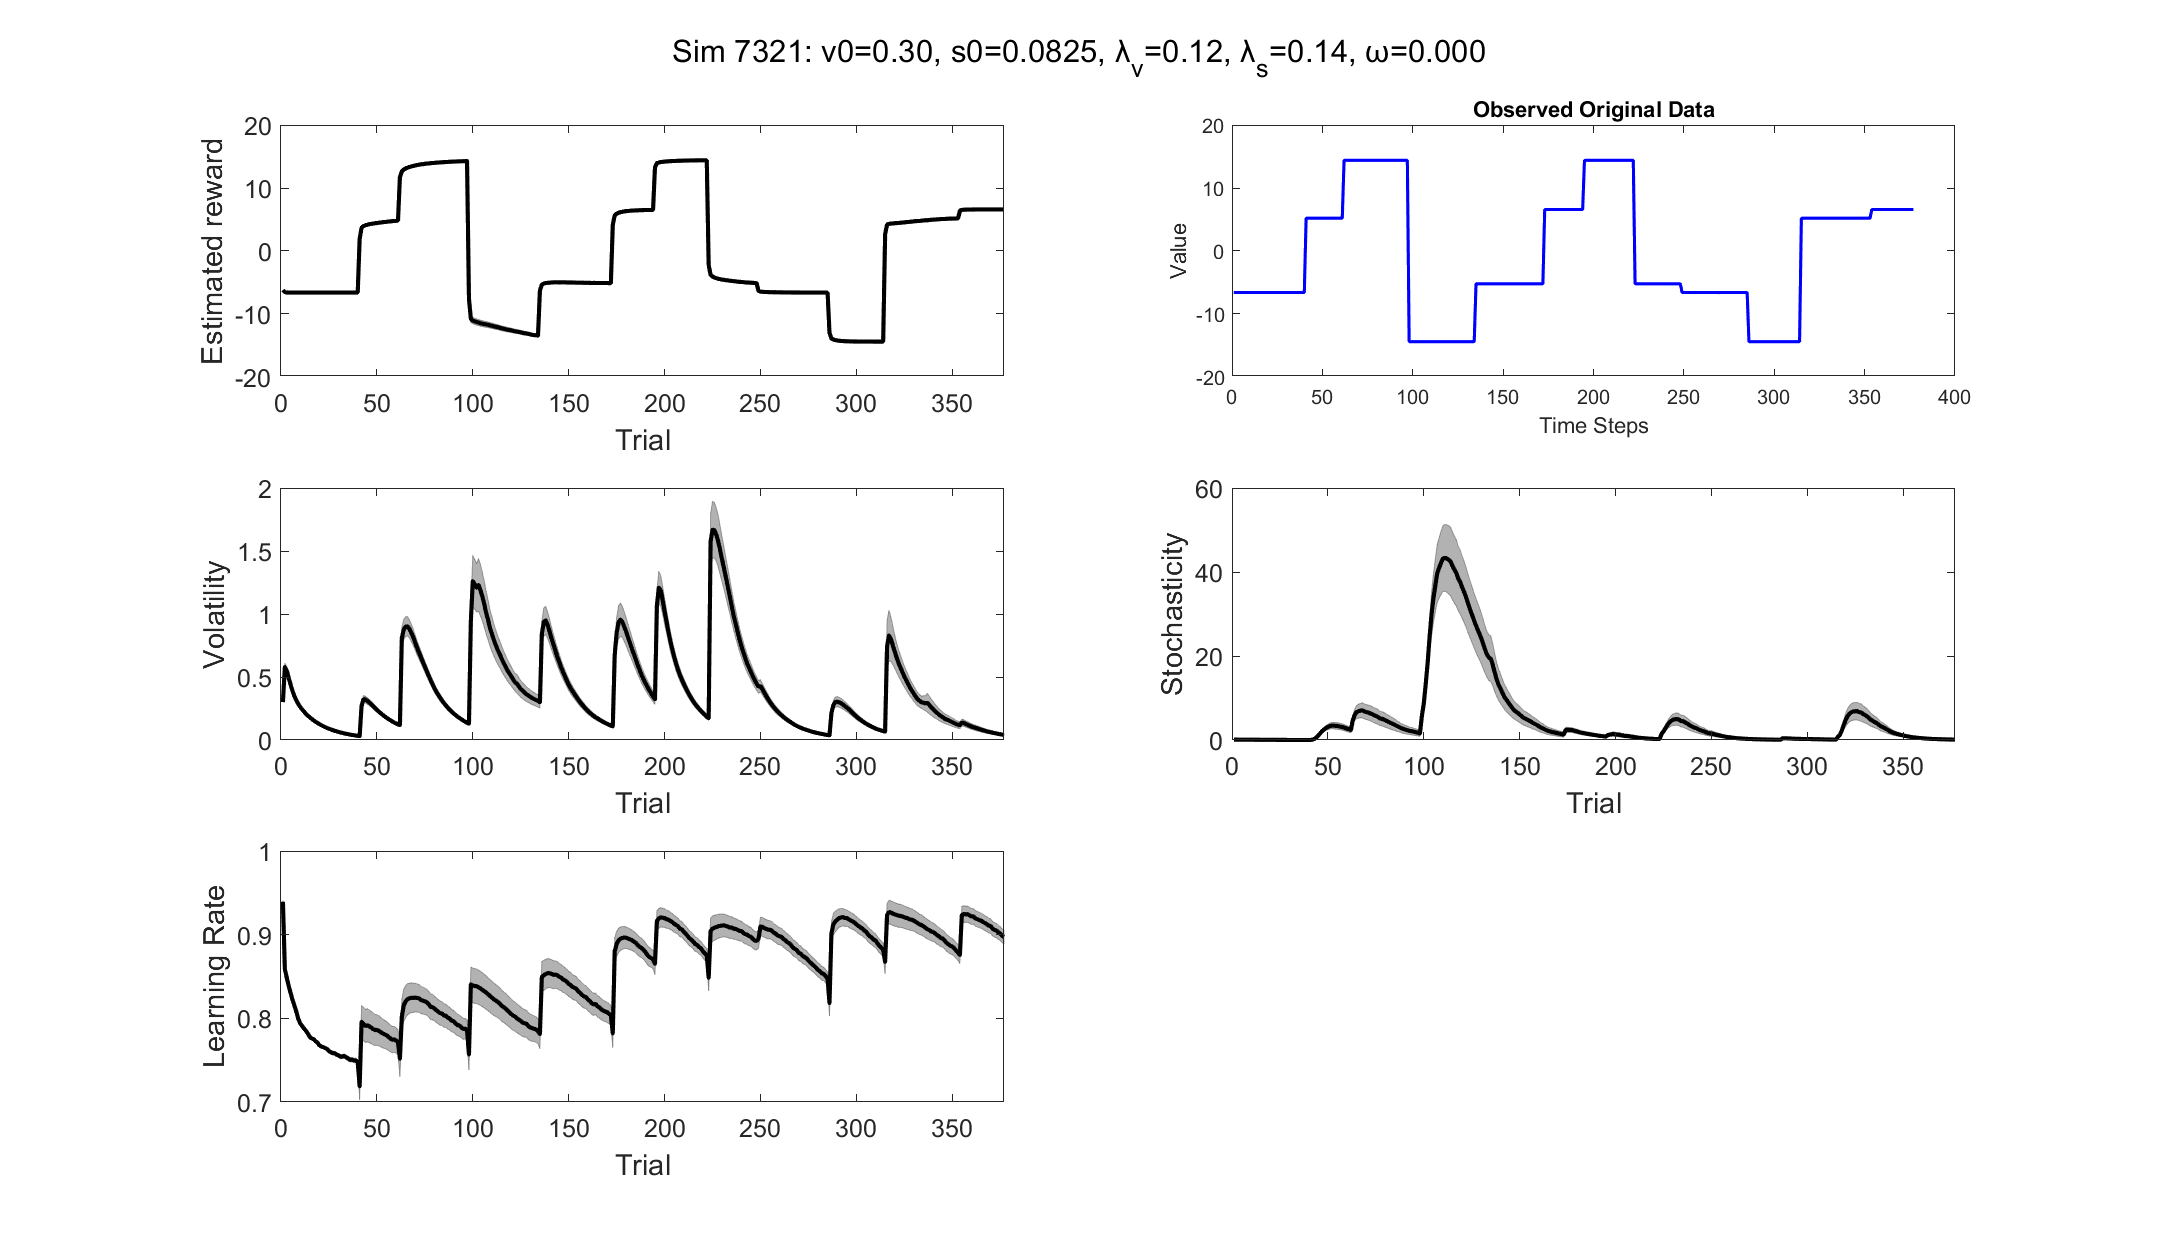 Sim 7321: v0=0.30, s0=0.0825, λv=0.12, λs=0.14, ω=0.000
Estimated reward
20
10
0
-10
-20
0 50 100 150 200 250 300 350
Trial
Observed Original Data
Value
20
10
0
-10
-20
0 50 100 150 200 250 300 350 400
Time Steps
Volatility
2
1.5
1
0.5
0
0 50 100 150 200 250 300 350
Trial
Stochasticity
60
40
20
0
0 50 100 150 200 250 300 350
Trial
Learning Rate
1
0.9
0.8
0.7
0 50 100 150 200 250 300 350
Trial